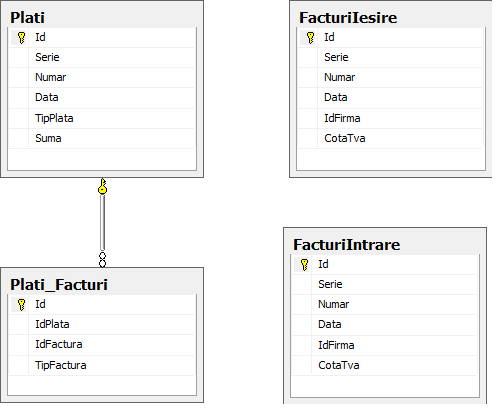 Plati
Id
Serie
Numar
Data
TipPlata
Suma
FacturiIesire
Id
Serie
Numar
Data
IdFirma
CotaTva
Plati_Facturi
Id
IdPlata
IdFactura
TipFactura
FacturiIntrare
Id
Serie
Numar
Data
IdFirma
CotaTva